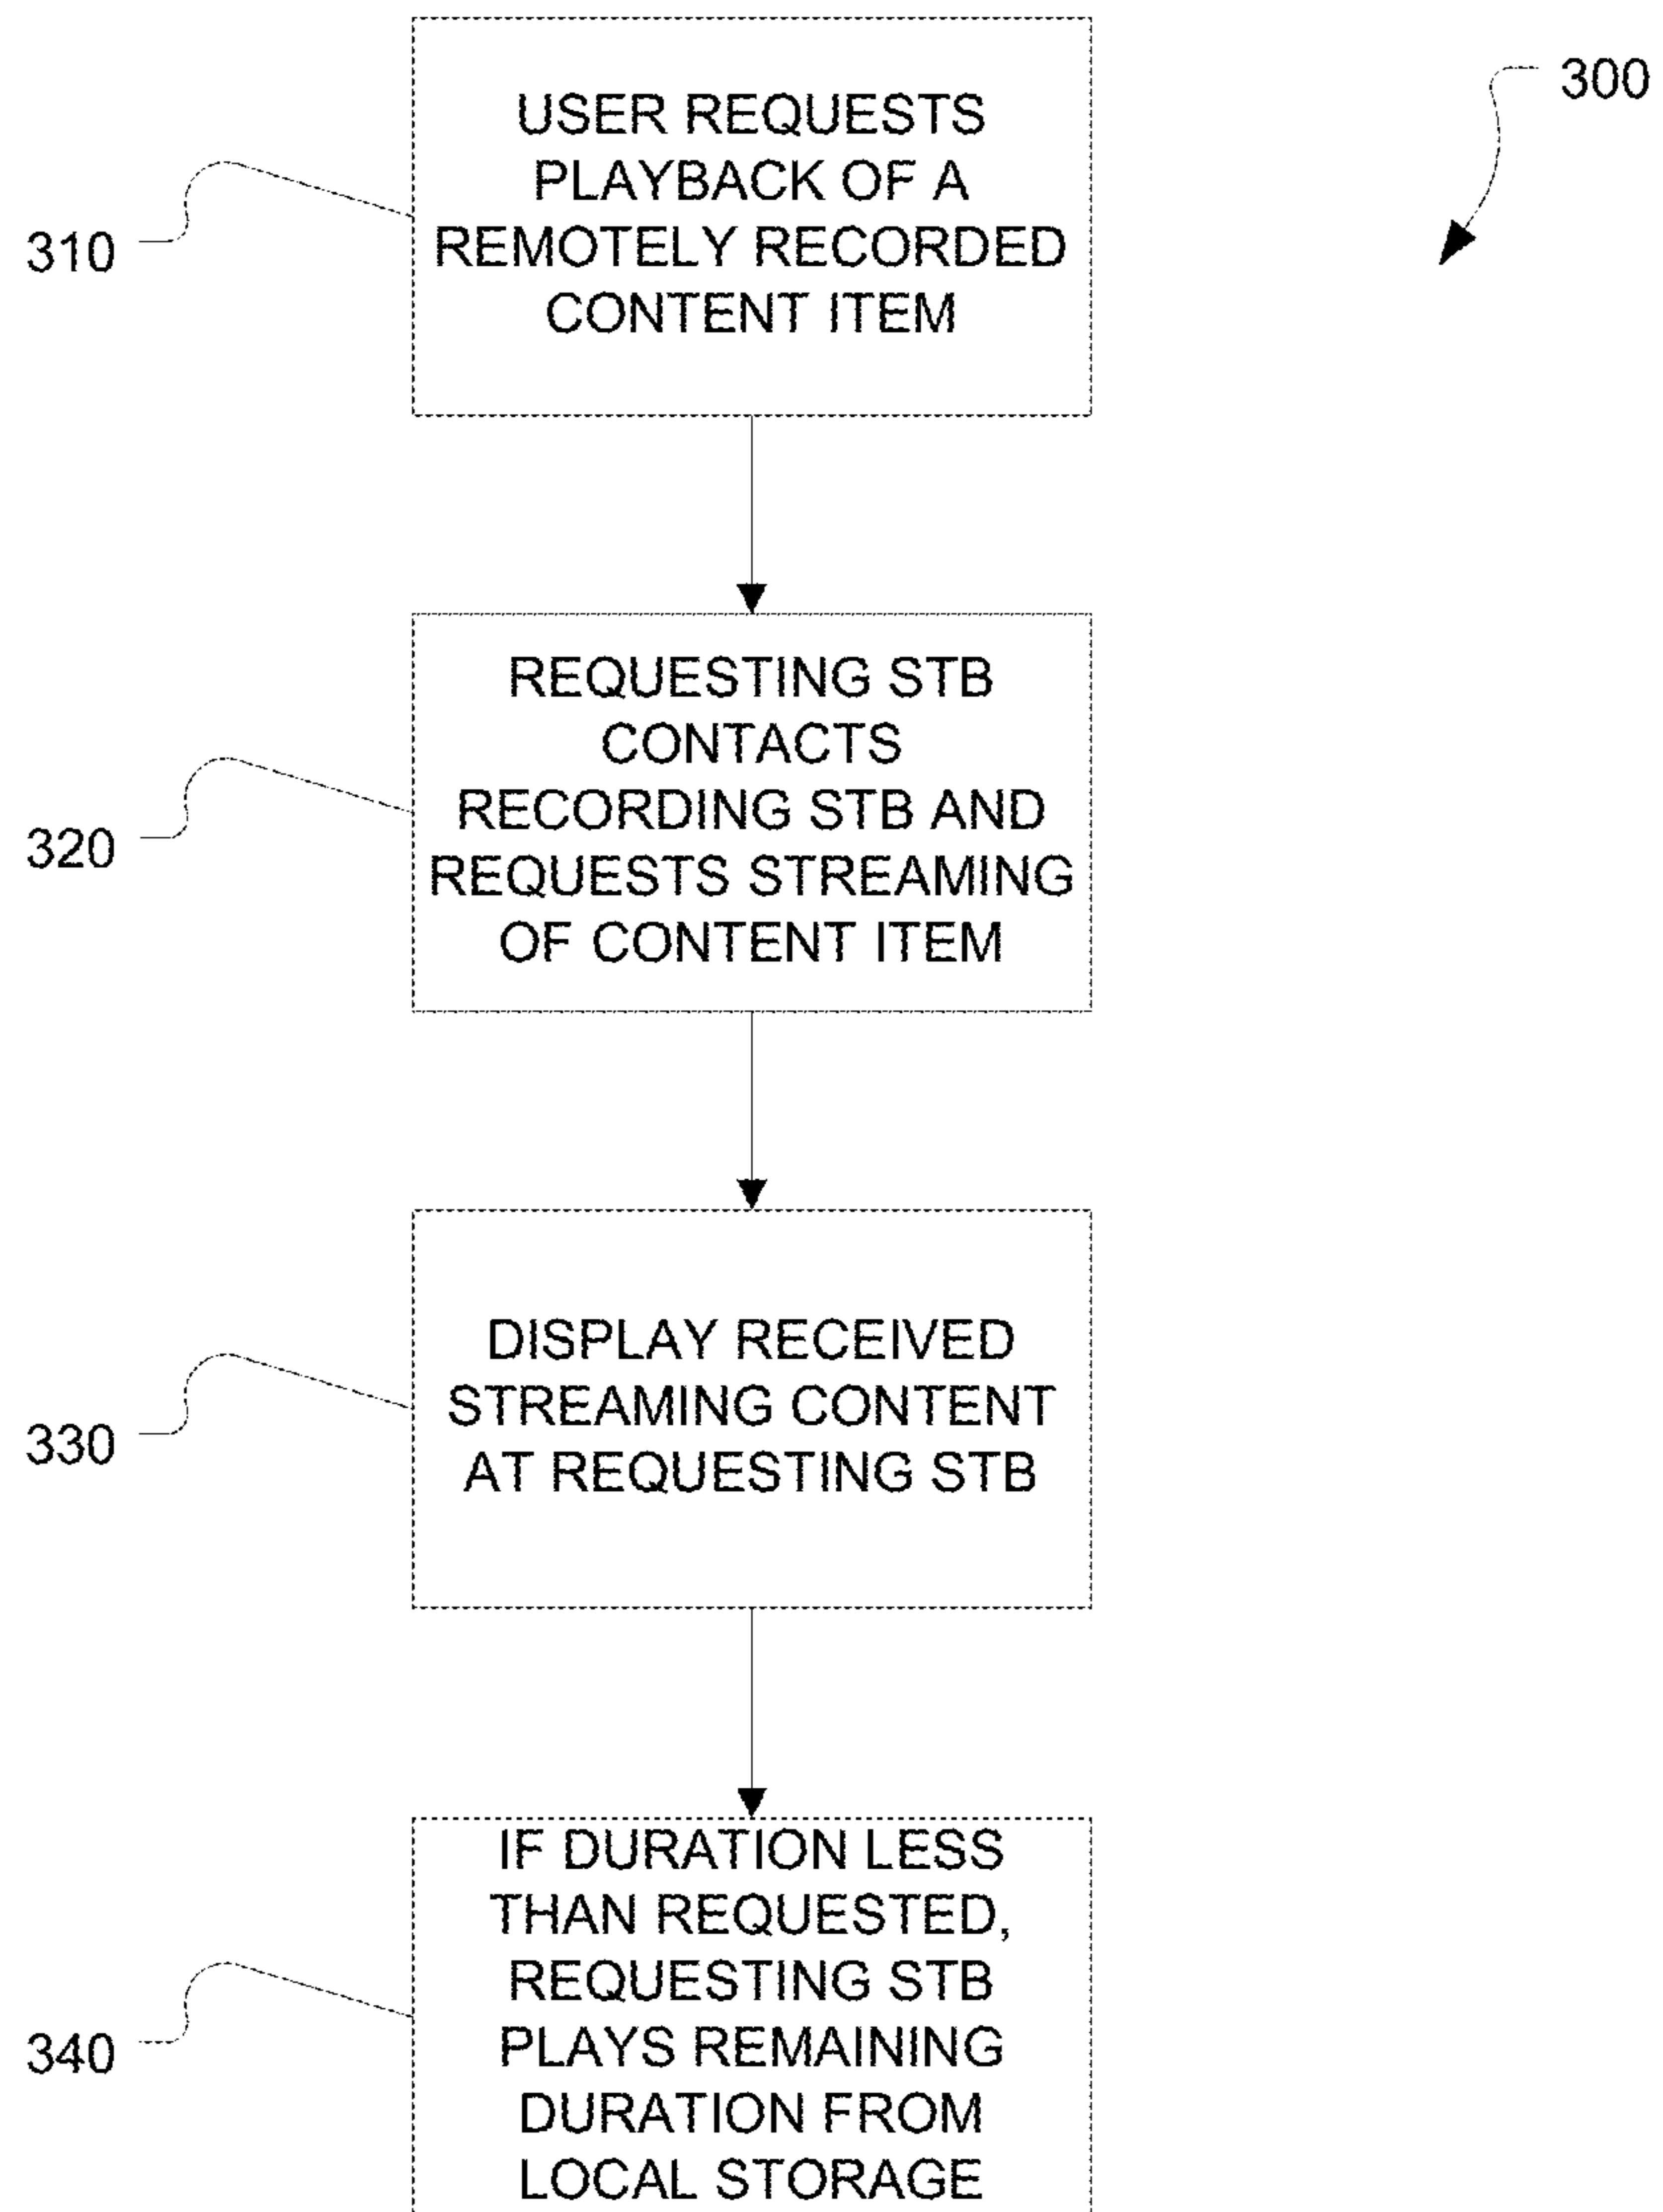 300
USER REQUESTS
PLAYBACK OF A
REMOTELY RECORDED
CONTENT ITEM
310
REQUESTING STB
CONTACTS
RECORDING STB AND
REQUESTS STREAMING
OF CONTENT ITEM
320
DISPLAY RECEIVED
STREAMING CONTENT
AT REQUESTING STB
330
IF DURATION LESS
THAN REQUESTED,
REQUESTING STB
PLAYS REMAINING
DURATION FROM
LOCAL STORAGE
340